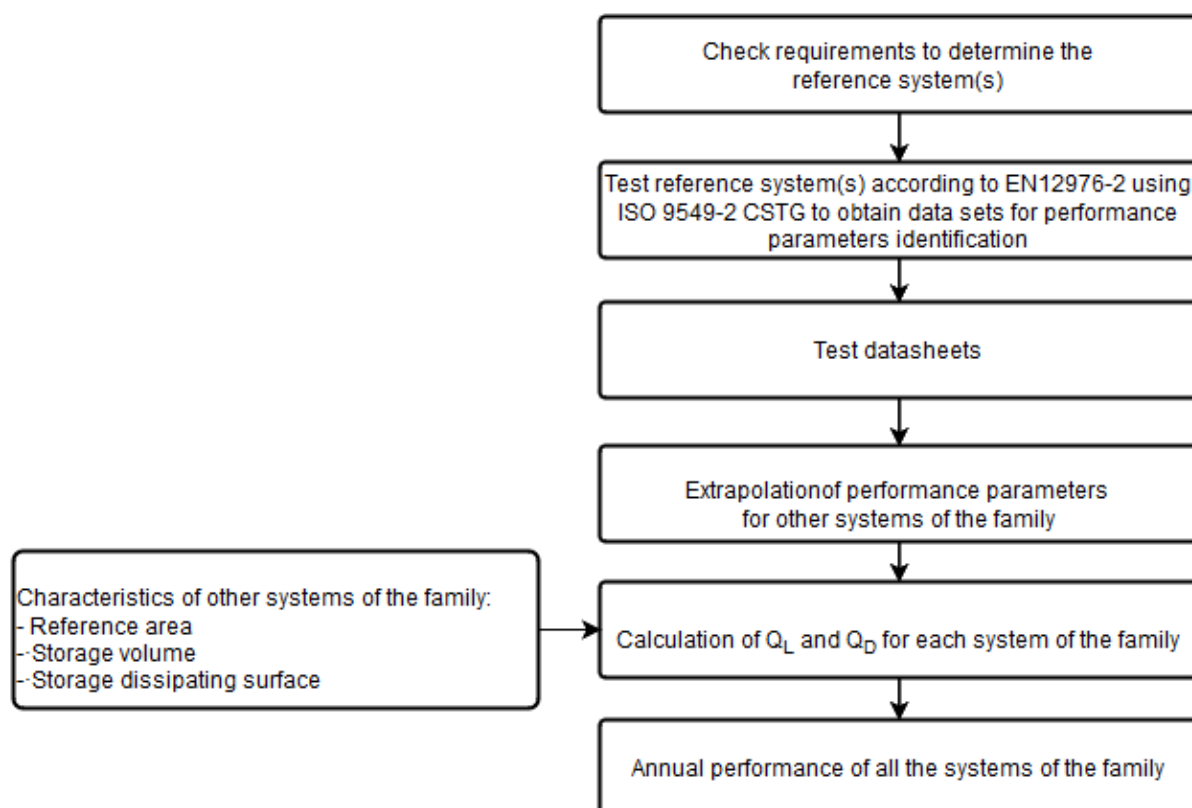 Check requirements to determine the
reference system(s)
Test reference system(s) according to EN12976-2 using
ISO 9549-2 CSTG to obtain data sets for performance
parameters identification
Test datasheets
Extrapolationof performance parameters
for other systems of the family
Characteristics of other systems of the family:
- Reference area
-·Storage volume
-·Storage dissipating surface
Calculation of Q_L and Q_D for each system of the family
Annual performance of all the systems of the family